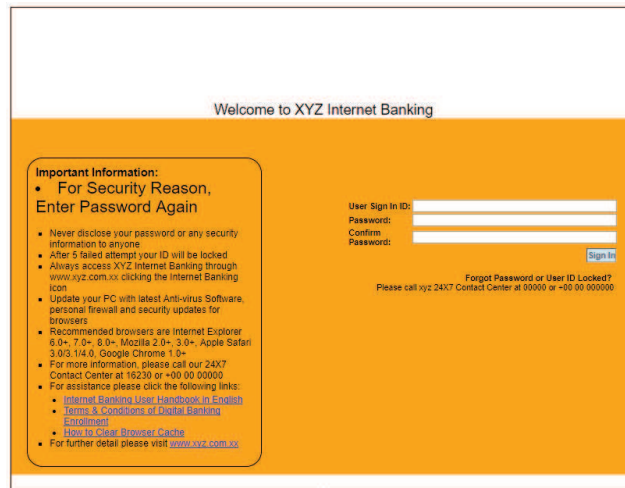 Welcome to XYZ Internet Banking
Important Information:
• For Security Reason,
Enter Password Again
▪ Never disclose your password or any security
information to anyone
▪ After 5 failed attempt your ID will be locked
▪ Always access XYZ Internet Banking through
www.xyz.com.xx clicking the Internet Banking
icon
▪ Update your PC with latest Anti-virus Software,
personal firewall and security updates for
browsers
▪ Recommended browsers are Internet Explorer
6.0+, 7.0+, 8.0+, Mozilla 2.0+, 3.0+, Apple Safari
3.0/3.1/4.0, Google Chrome 1.0+
▪ For more information, please call our 24X7
Contact Center at 16230 or +00 00 00000
▪ For assistance please click the following links:
• Internet Banking User Handbook in English
• Terms & Conditions of Digital Banking
Enrollment
• How to Clear Browser Cache
▪ For further detail please visit www.xyz.com.xx
User Sign In ID:
Password:
Confirm
Password:
Sign In
Forgot Password or User ID Locked?
Please call xyz 24X7 Contact Center at 00000 or +00 00 000000